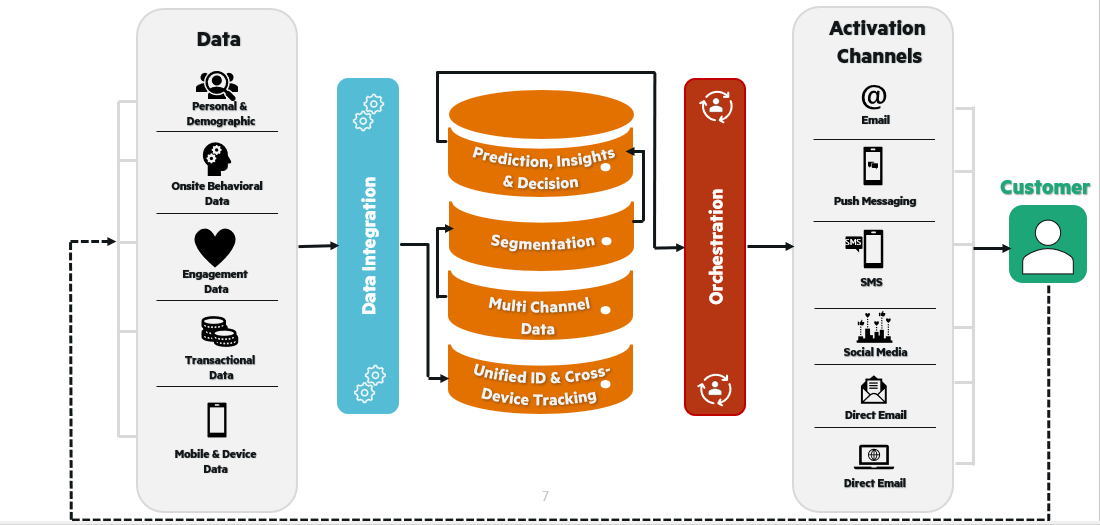 Data
Personal &
Demographic
Onsite Behavioral
Data
Engagement
Data
Transactional
Data
Mobile & Device
Data
Data Integration
Prediction, Insights
& Decision
Segmentation
Multi Channel
Data
Unified ID & Cross-
Device Tracking
Orchestration
Activation
Channels
@
Email
Push Messaging
SMS
SMS
Social Media
Direct Email
Direct Email
Customer
7